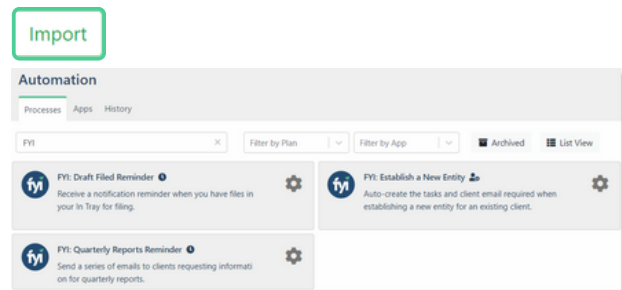 Import
Automation
Processes Apps History
FYI × Filter by Plan Filter by App Archived List View
fyi FYI: Draft Filed Reminder
Receive a notification reminder when you have files in
your In Tray for filing.
fyi FYI: Establish a New Entity
Auto-create the tasks and client email required when
establishing a new entity for an existing client.
fyi FYI: Quarterly Reports Reminder
Send a series of emails to clients requesting informati
on for quarterly reports.